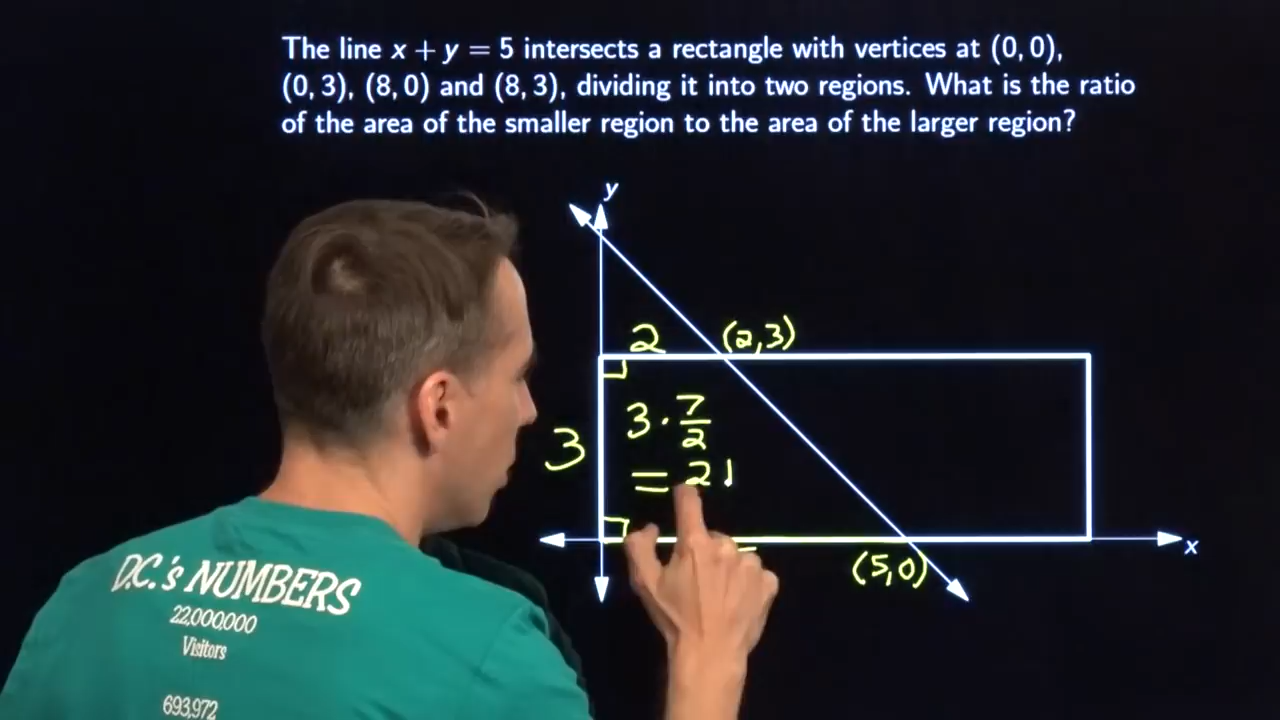 The line x + y = 5 intersects a rectangle with vertices at (0, 0),
(0, 3), (8, 0) and (8, 3), dividing it into two regions. What is the ratio
of the area of the smaller region to the area of the larger region?
y
2
(2,3)
3 · 7/2
3
= 21
x
(5,0)
D.C.'s NUMBERS
22,000,000
Visitors
693,972